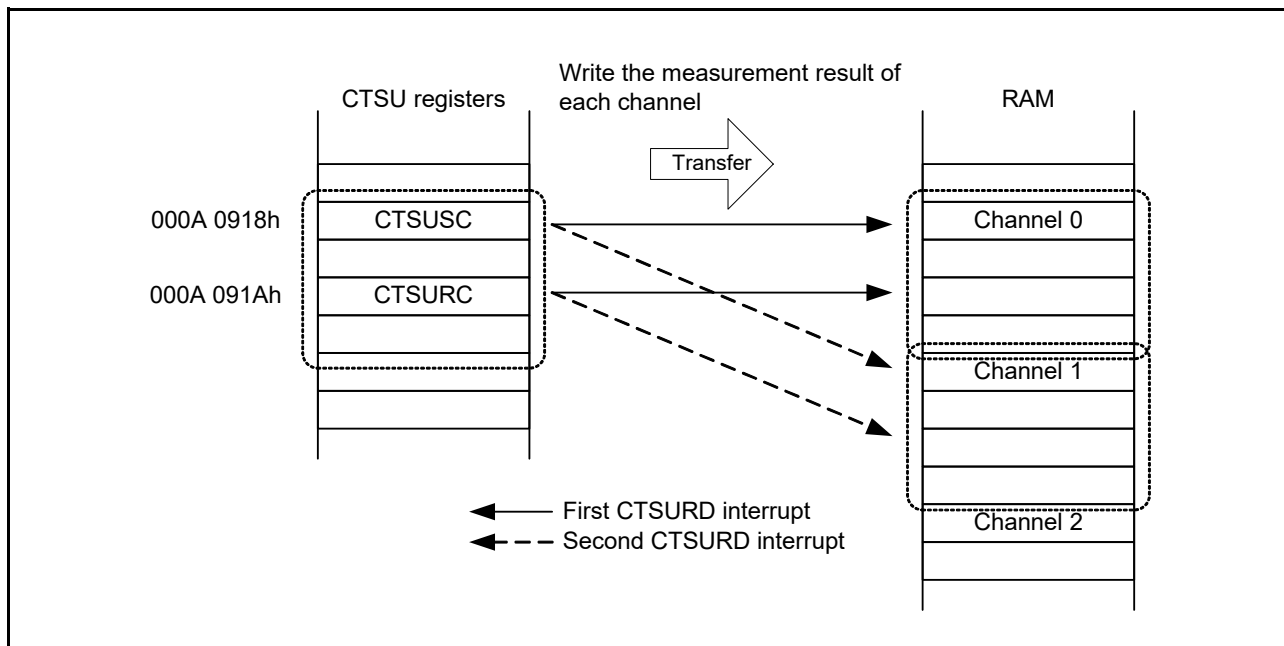 Write the measurement result of
each channel
CTSU registers
RAM
Transfer
000A 0918h
CTSUSC
Channel 0
000A 091Ah
CTSURC
Channel 1
First CTSURD interrupt
Channel 2
Second CTSURD interrupt